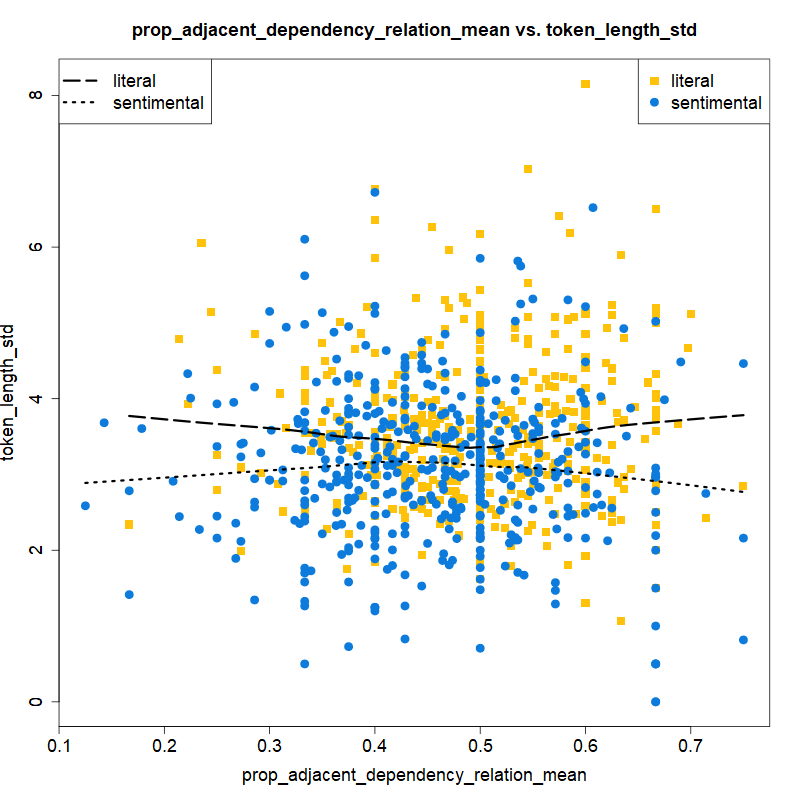 prop_adjacent_dependency_relation_mean vs. token_length_std
literal
sentimental
literal
sentimental
token_length_std
8
6
4
2
0
0.1 0.2 0.3 0.4 0.5 0.6 0.7
prop_adjacent_dependency_relation_mean